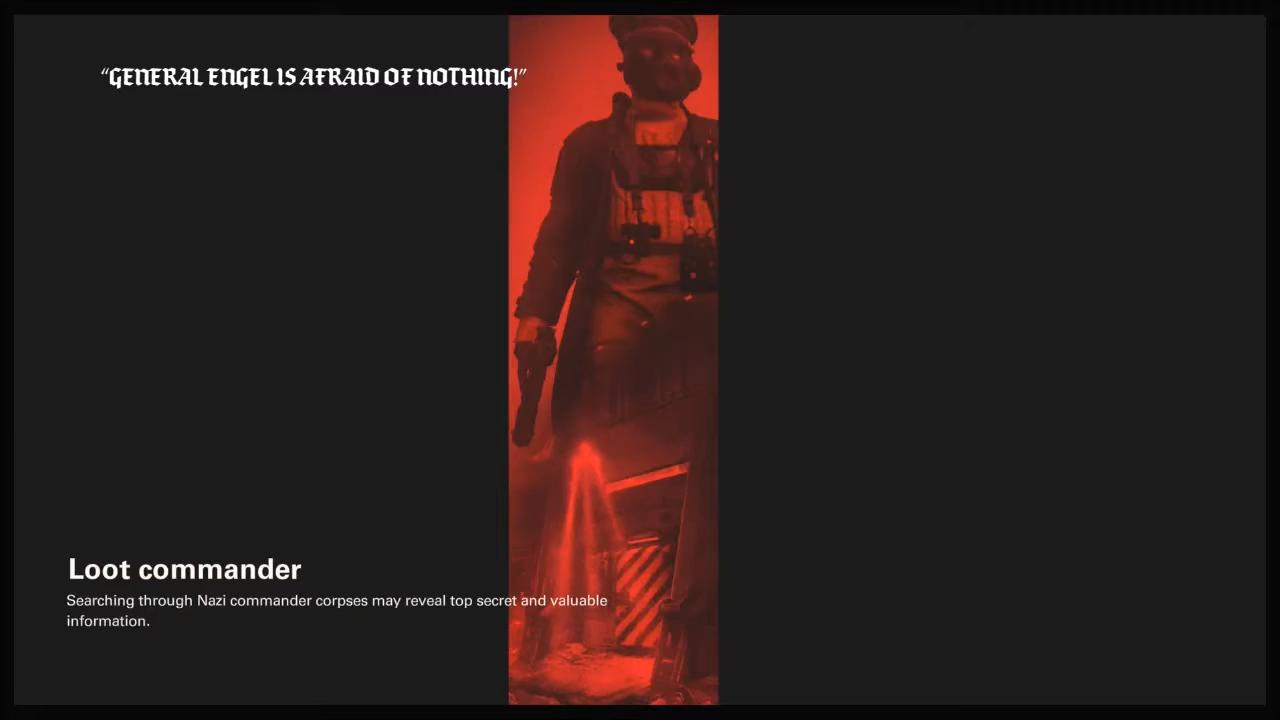 “GENERAL ENGEL IS AFRAID OF NOTHING!”
Loot commander
Searching through Nazi commander corpses may reveal top secret and valuable
information.